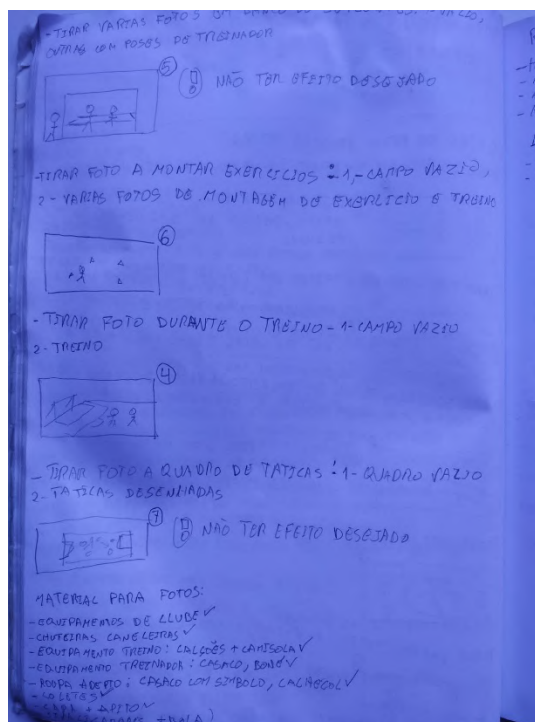 - TIRAR VARIAS FOTOS
OUTRAS COM POSES DE TREINADOR
5
! NÃO TER EFEITO DESEJADO
-TIRAR FOTO A MONTAR EXERCICIOS : 1,-CAMPO VAZIO,
2 - VARIAS FOTOS DE MONTAGEM DE EXERCICIO E TREINO
6
- TIRAR FOTO DURANTE O TREINO - 1-CAMPO VAZIO
2 - TREINO
4
- TIRAR FOTO A QUADRO DE TATICAS : 1 - QUADRO VAZIO
2 - TATICAS DESENHADAS
7
! NÃO TER EFEITO DESEJADO
MATERIAL PARA FOTOS:
- EQUIPAMENTOS DE CLUBE ✓
- CHUTEIRAS CANELEIRAS ✓
- EQUIPAMENTO TREINO : CALÇÕES + CAMISOLA ✓
- EQUIPAMENTO TREINADOR : CASACO, BONÉ ✓
- ROUPA ADEPTO : CASACO COM SIMBOLO, CACHECOL ✓
- COLETES ✓
+ APITO ✓